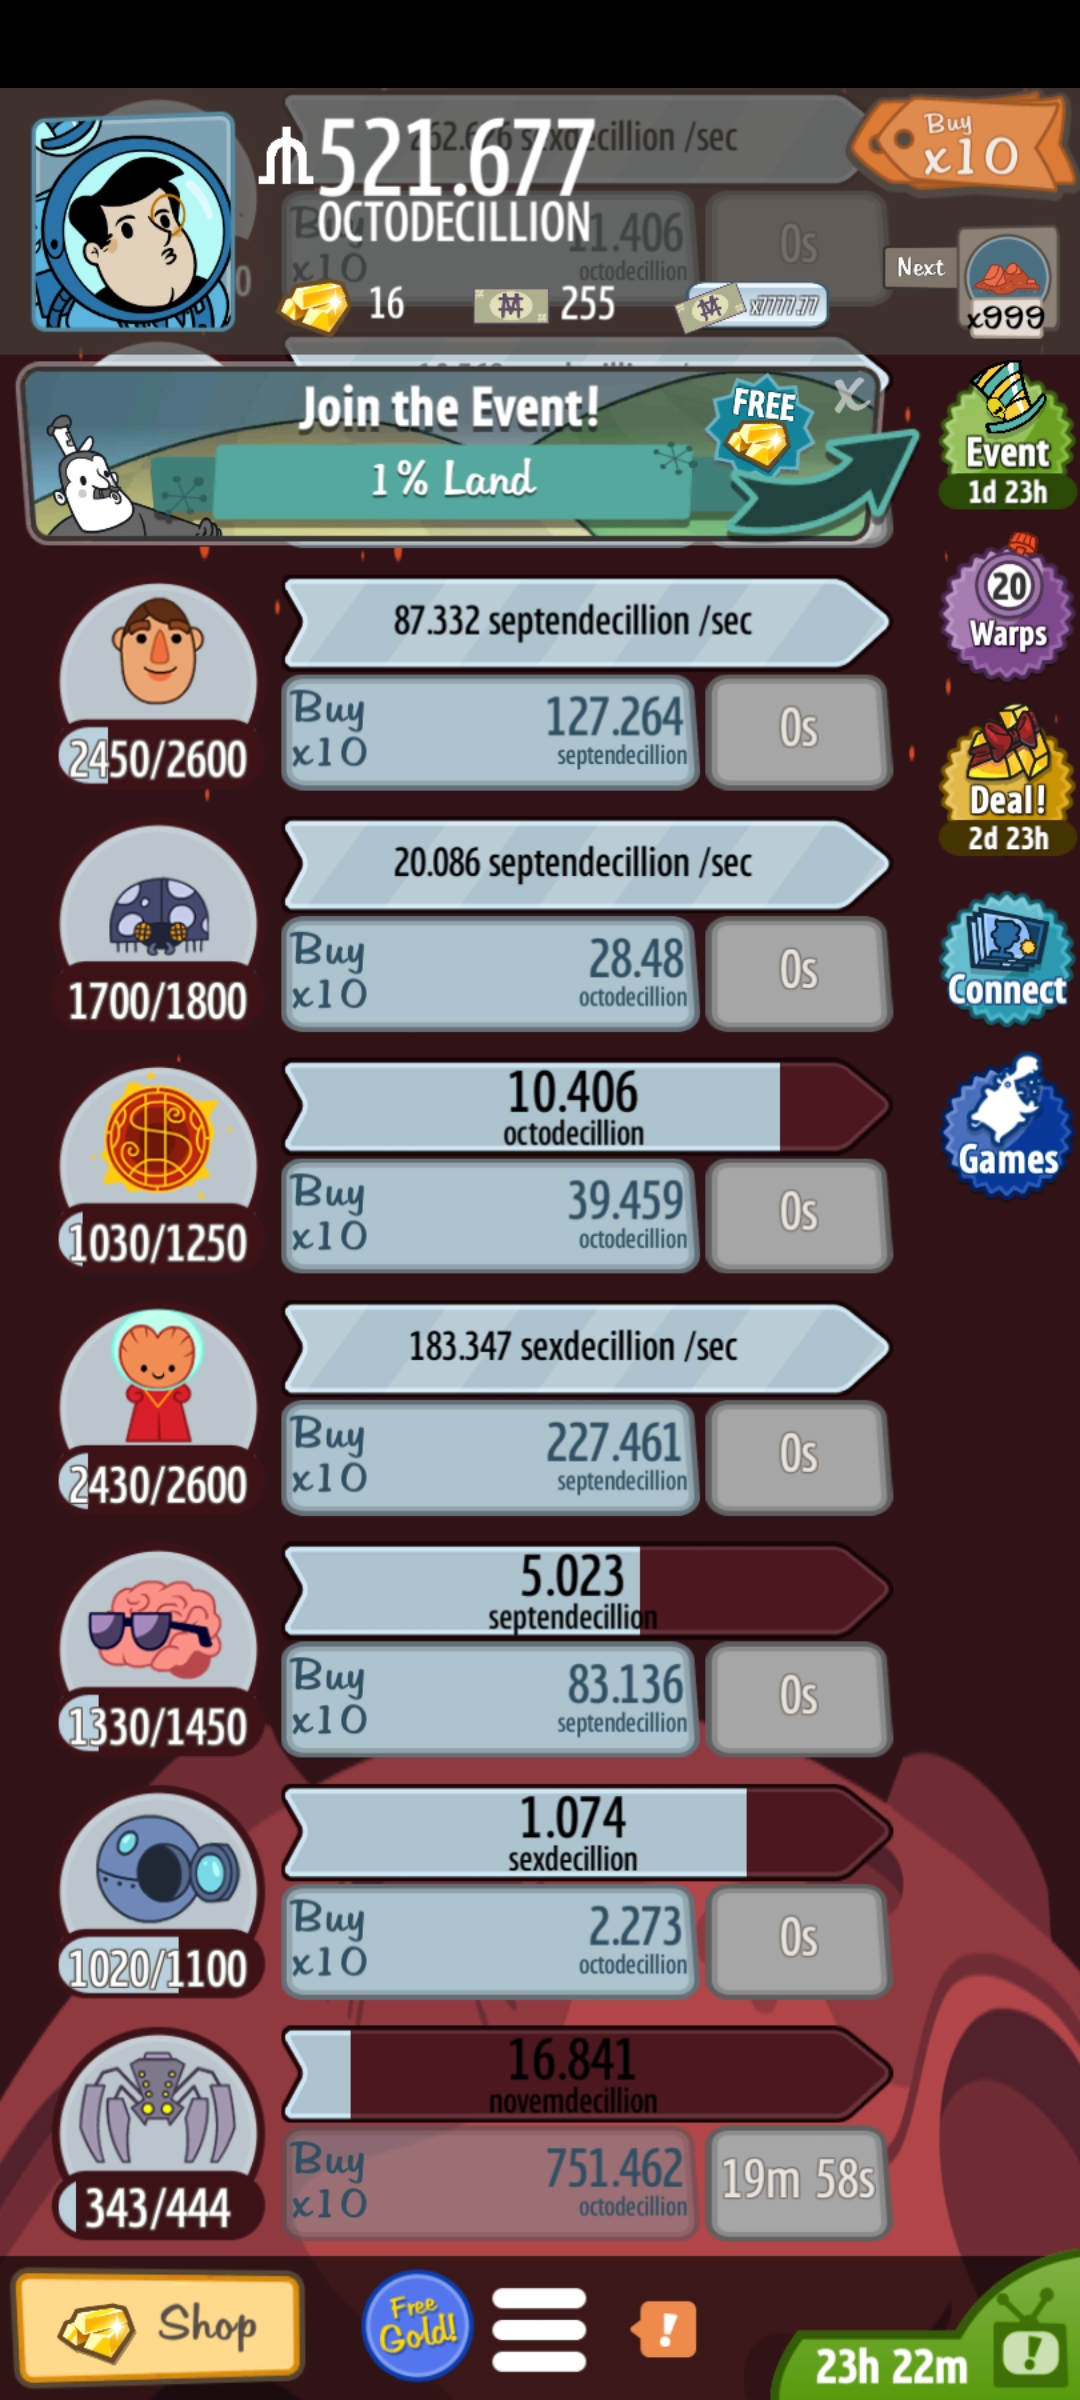 521.677
OCTODECILLION
/sec
Buy
x10
Buy
x10
octodecillion
0s
16
255
x7777.77
Next
x999
Join the Event!
FREE
X
1% Land
Event
1d 23h
87.332 septendecillion /sec
Buy
x10
127.264
septendecillion
0s
2450/2600
20
Warps
Deal!
2d 23h
20.086 septendecillion /sec
Buy
x10
28.48
octodecillion
0s
1700/1800
Connect
10.406
octodecillion
Buy
x10
39.459
octodecillion
0s
1030/1250
Games
183.347 sexdecillion /sec
Buy
x10
227.461
septendecillion
0s
2430/2600
5.023
septendecillion
Buy
x10
83.136
septendecillion
0s
1330/1450
1.074
sexdecillion
Buy
x10
2.273
octodecillion
0s
1020/1100
16.841
novemdecillion
Buy
x10
751.462
octodecillion
19m 58s
343/444
Shop
Free
Gold!
!
23h 22m
!